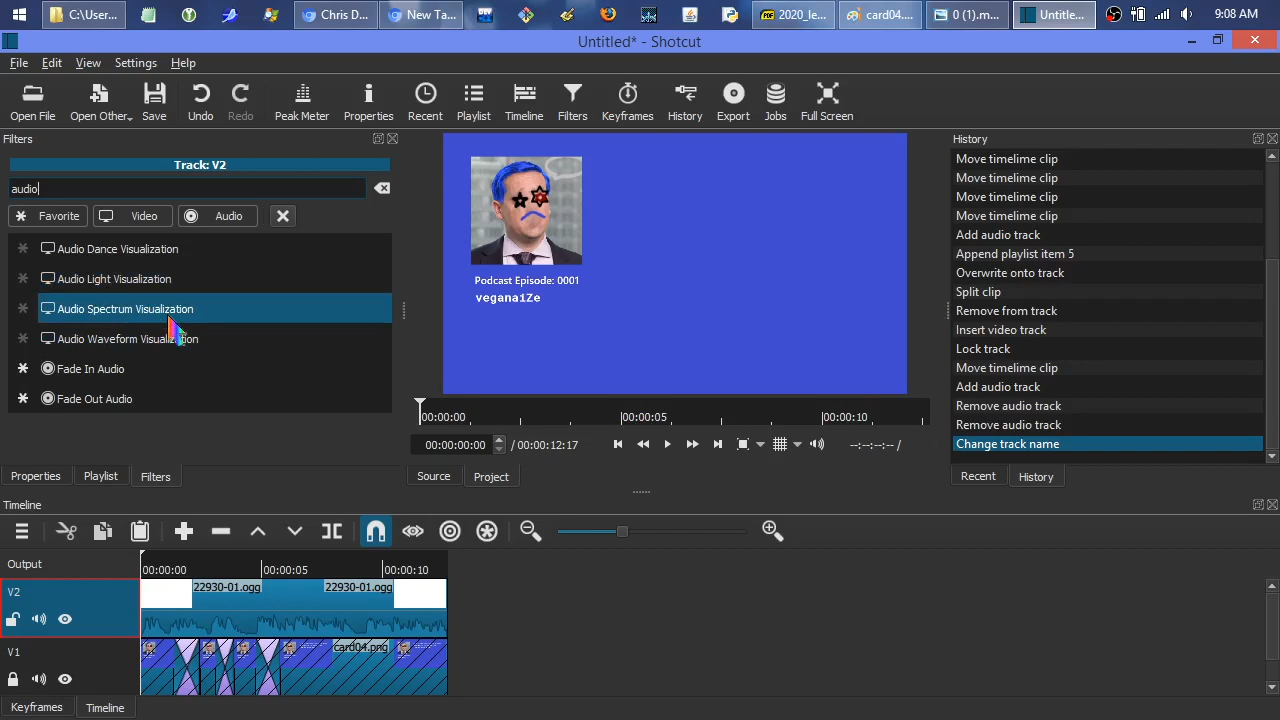 C:\User...
Chris D...
New Ta...
2020_le...
card04....
0 (1).m...
Untitle...
9:08 AM
Untitled* - Shotcut
File Edit View Settings Help
Open File Open Other... Save Undo Redo Peak Meter Properties Recent Playlist Timeline Filters Keyframes History Export Jobs Full Screen
Filters
Track: V2
audio
Favorite Video Audio
Audio Dance Visualization
Audio Light Visualization
Audio Spectrum Visualization
Audio Waveform Visualization
Fade In Audio
Fade Out Audio
Properties Playlist Filters
Podcast Episode: 0001
vegana1Ze
00:00:00 00:00:05 00:00:10
00:00:00:00 / 00:00:12:17 --:--:--:-- /
Source Project
History
Move timelime clip
Move timelime clip
Move timelime clip
Move timelime clip
Add audio track
Append playlist item 5
Overwrite onto track
Split clip
Remove from track
Insert video track
Lock track
Move timelime clip
Add audio track
Remove audio track
Remove audio track
Change track name
Recent History
Timeline
Output
00:00:00 00:00:05 00:00:10
V2
22930-01.ogg 22930-01.ogg
V1
card04.png
Keyframes Timeline